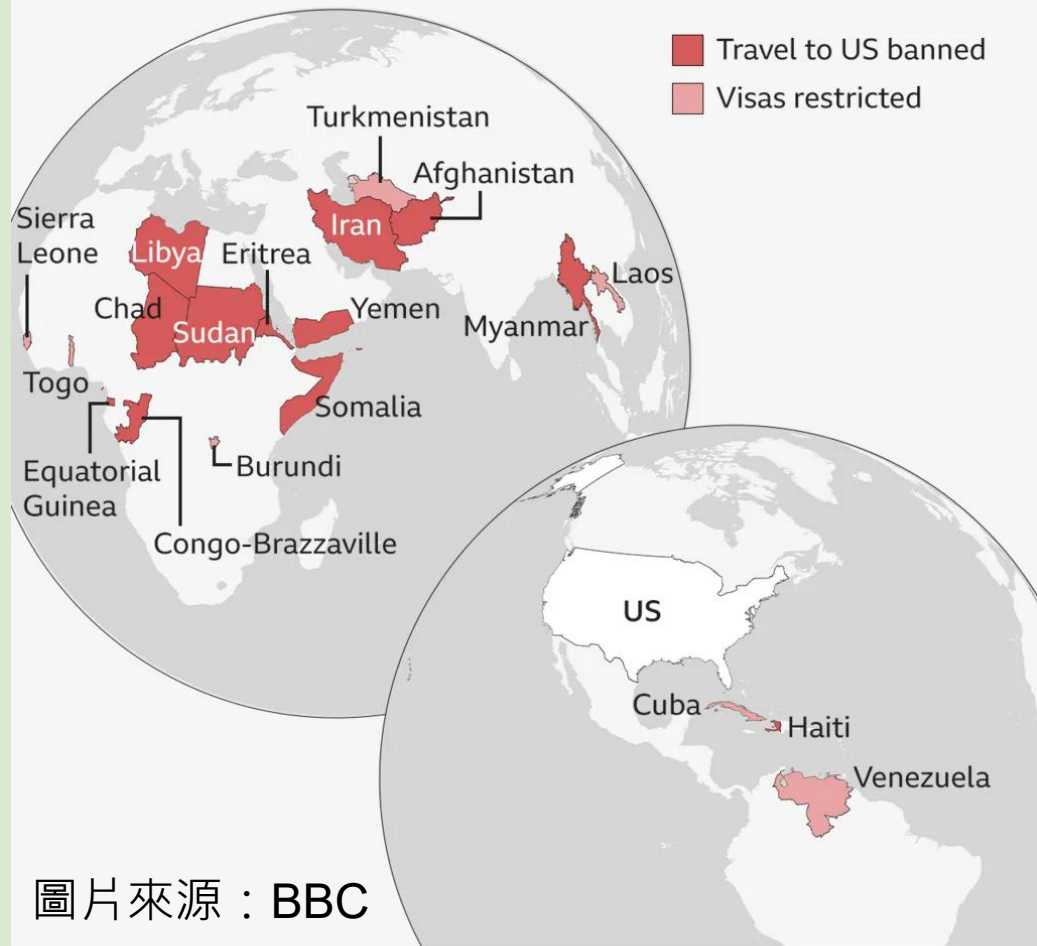 Travel to US banned
Visas restricted
Turkmenistan
Afghanistan
Sierra
Leone
Libya
Eritrea
Iran
Laos
Chad
Sudan
Yemen
Myanmar
Togo
Somalia
Equatorial
Guinea
Burundi
Congo-Brazzaville
US
Cuba
Haiti
Venezuela
圖片來源：BBC